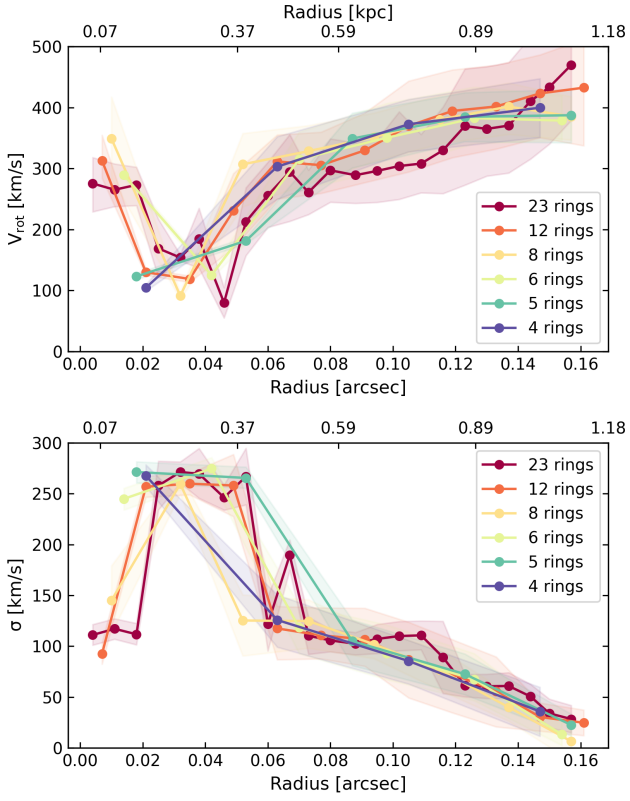 Radius [kpc]
0.07 0.37 0.59 0.89 1.18
500
400
300
200
100
0
V_rot [km/s]
23 rings
12 rings
8 rings
6 rings
5 rings
4 rings
0.00 0.02 0.04 0.06 0.08 0.10 0.12 0.14 0.16
Radius [arcsec]
0.07 0.37 0.59 0.89 1.18
300
250
200
150
100
50
0
σ [km/s]
23 rings
12 rings
8 rings
6 rings
5 rings
4 rings
0.00 0.02 0.04 0.06 0.08 0.10 0.12 0.14 0.16
Radius [arcsec]